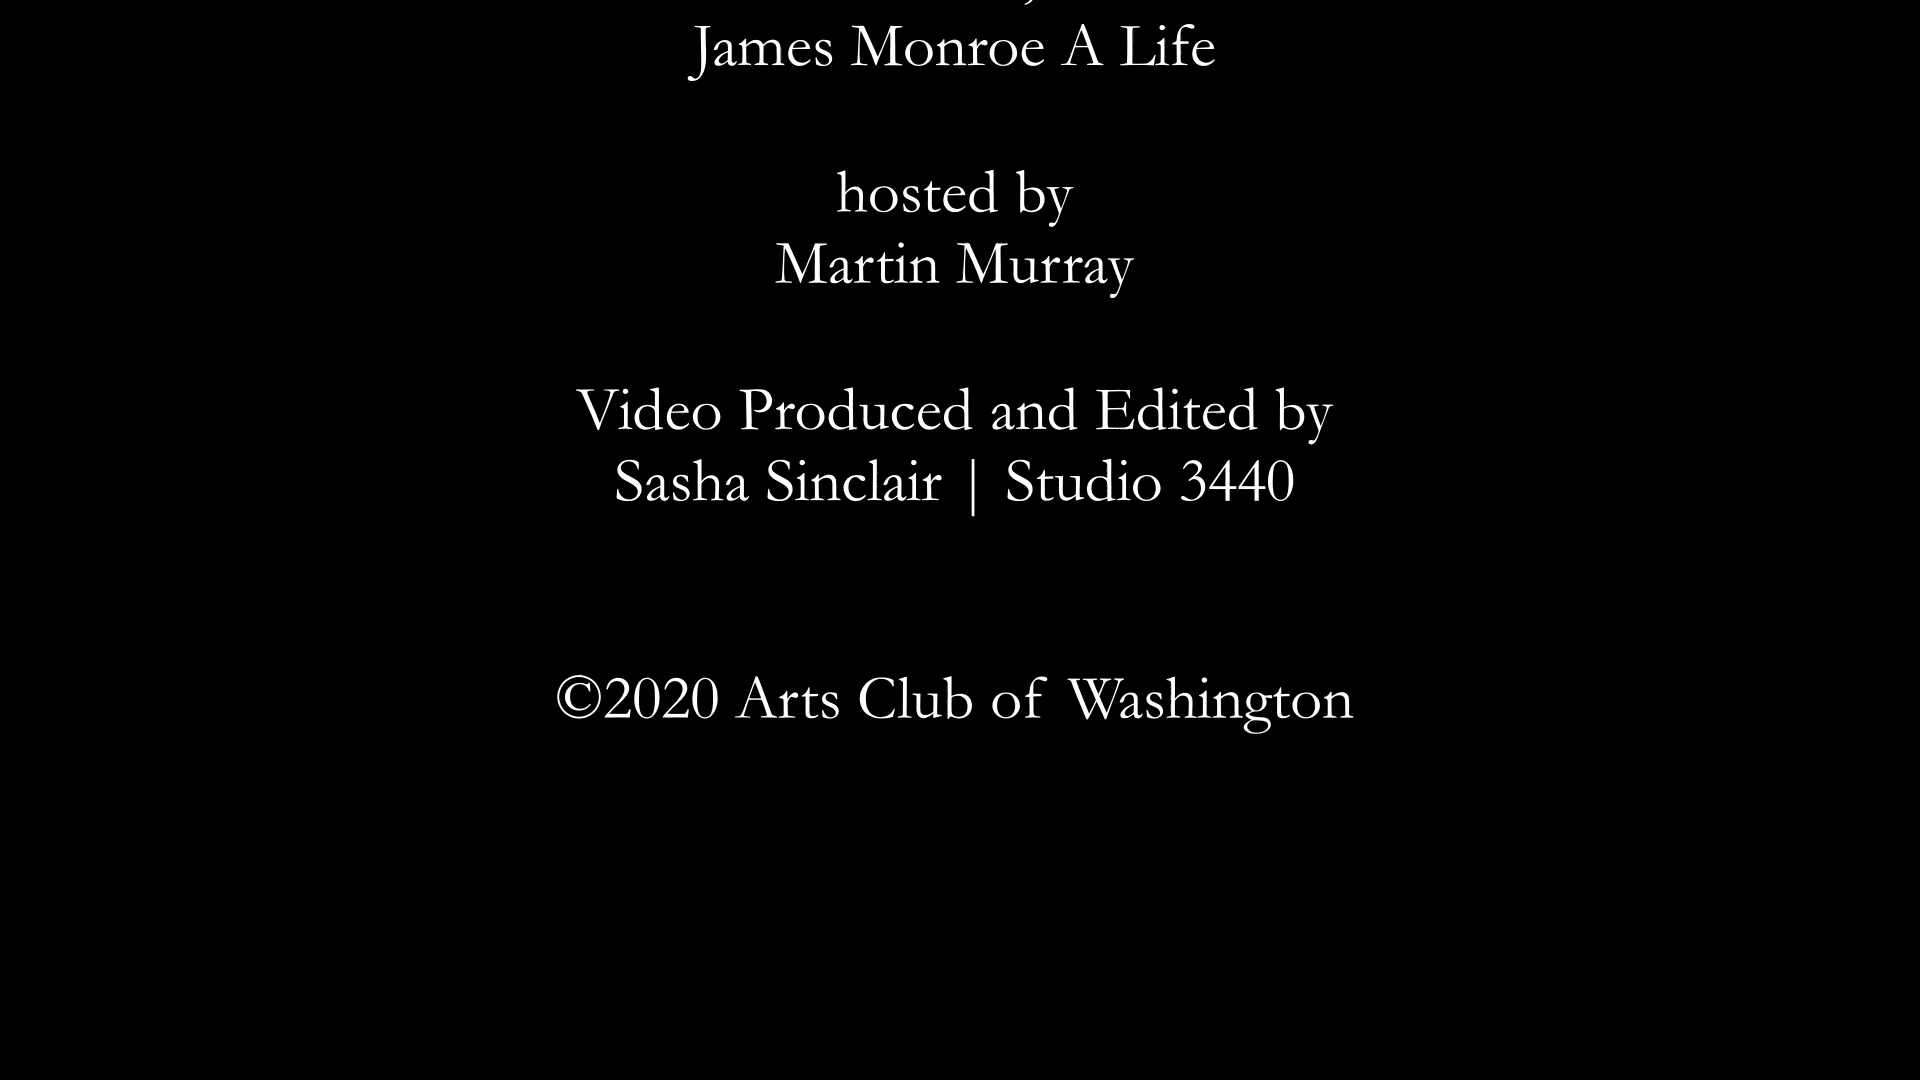 James Monroe A Life
hosted by
Martin Murray
Video Produced and Edited by
Sasha Sinclair | Studio 3440
©2020 Arts Club of Washington